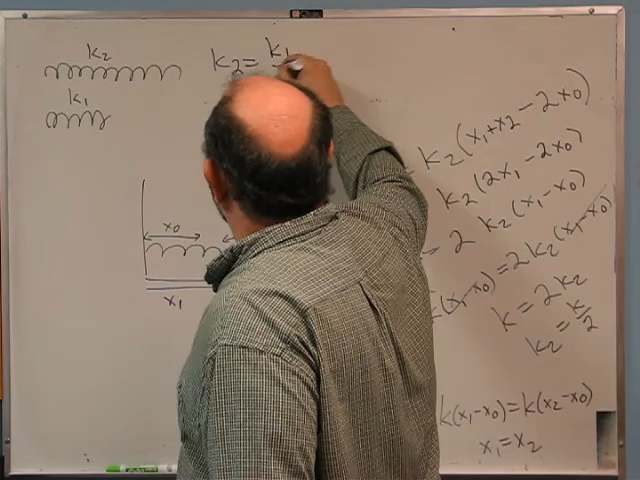 k2
k2 = k1
k1
k2(x1+x2 - 2x0)
k2(2x1 - 2x0)
= 2 k2(x1 - x0)
k(x1-x0) = 2k2(x1-x0)
k = 2k2
k2 = k/2
x0
x1
k(x1-x0) = k(x2-x0)
x1 = x2